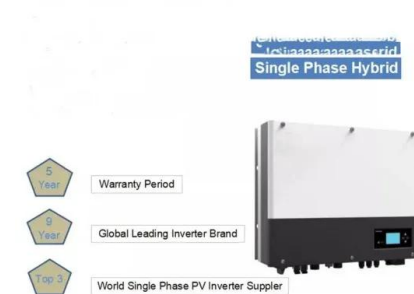 Single Phase Hybrid
5
Year
Warranty Period
9
Year
Global Leading Inverter Brand
Top 3
World Single Phase PV Inverter Suppler